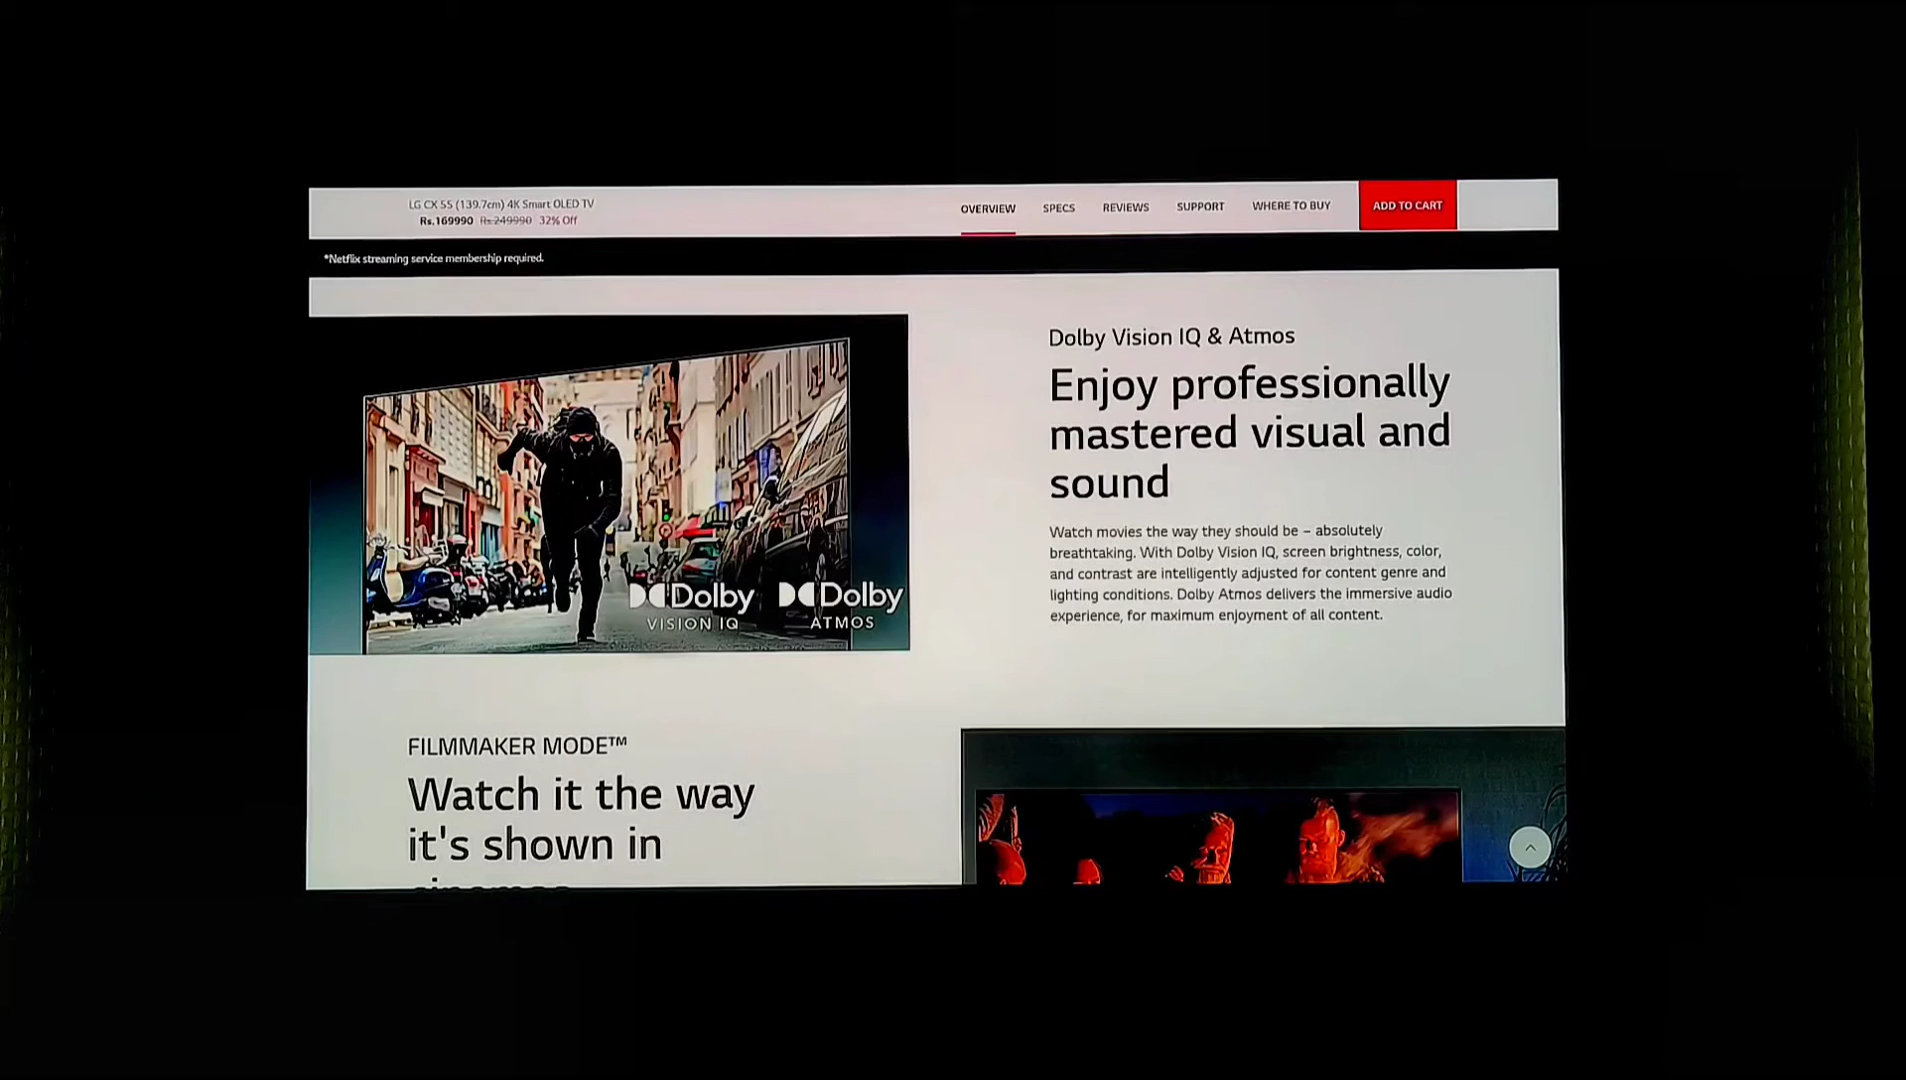 LG CX 55 (139.7cm) 4K Smart OLED TV
Rs.169990 Rs.249990 32% Off
OVERVIEW SPECS REVIEWS SUPPORT WHERE TO BUY ADD TO CART
*Netflix streaming service membership required.
Dolby Vision IQ & Atmos
Enjoy professionally
mastered visual and
sound
Watch movies the way they should be – absolutely
breathtaking. With Dolby Vision IQ, screen brightness, color,
and contrast are intelligently adjusted for content genre and
lighting conditions. Dolby Atmos delivers the immersive audio
experience, for maximum enjoyment of all content.
Dolby
VISION IQ
Dolby
ATMOS
FILMMAKER MODE™
Watch it the way
it's shown in